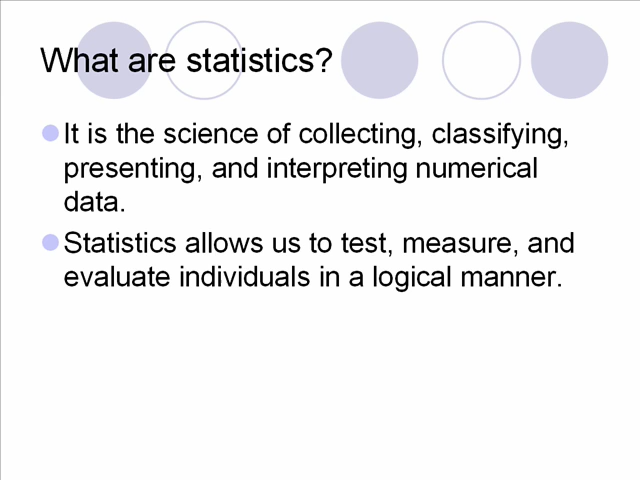 What are statistics?
It is the science of collecting, classifying,
presenting, and interpreting numerical
data.
Statistics allows us to test, measure, and
evaluate individuals in a logical manner.